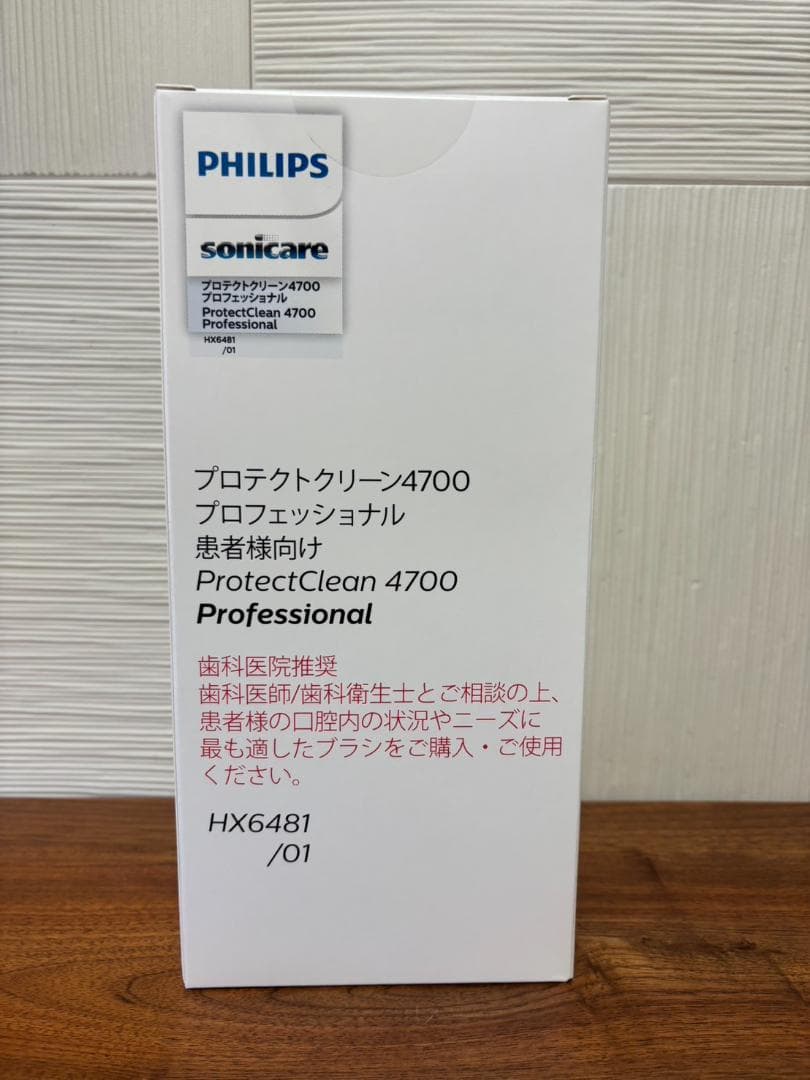 PHILIPS
sonicare
プロテクトクリーン4700
プロフェッショナル
ProtectClean 4700
Professional
HX6481
/01
プロテクトクリーン4700
プロフェッショナル
患者様向け
ProtectClean 4700
Professional
歯科医院推奨
歯科医師/歯科衛生士とご相談の上、
患者様の口腔内の状況やニーズに
最も適したブラシをご購入・ご使用
ください。
HX6481
/01